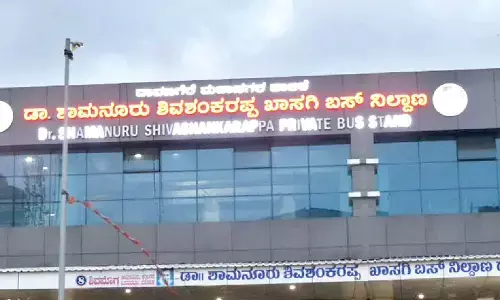 ದಾವಣಗೆರೆ ಮಹಾನಗರ ಪಾಲಿಕೆ
ಡಾ. ಶಾಮನೂರು ಶಿವಶಂಕರಪ್ಪ ಖಾಸಗಿ ಬಸ್ ನಿಲ್ದಾಣ
Dr. SHAMANURU SHIVASHANKARAPPA PRIVATE BUS STAND
ಡಾ॥ ಶಾಮನೂರು ಶಿವಶಂಕರಪ್ಪ ಖಾಸಗಿ ಬಸ್ ನಿಲ್ದಾಣ